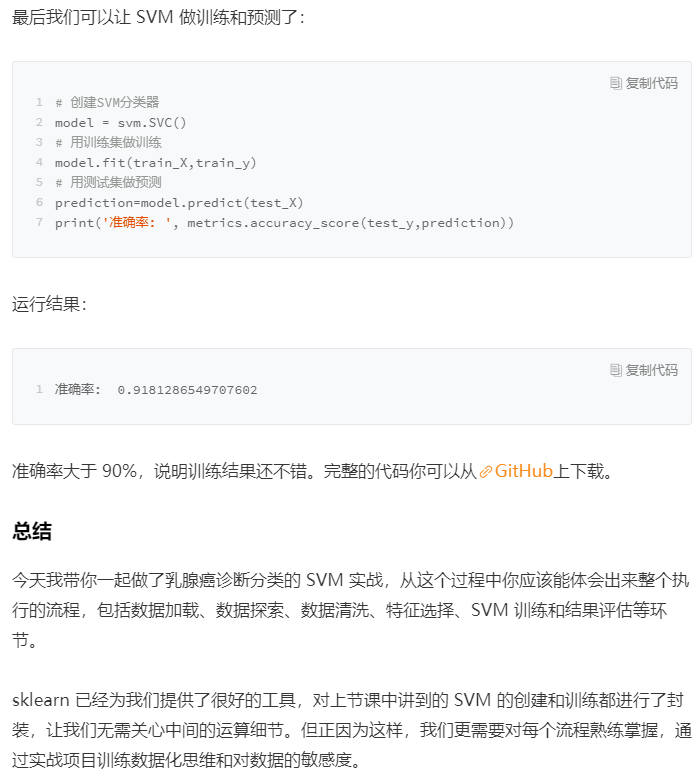 最后我们可以让 SVM 做训练和预测了：
复制代码
1 # 创建SVM分类器
2 model = svm.SVC()
3 # 用训练集做训练
4 model.fit(train_X,train_y)
5 # 用测试集做预测
6 prediction=model.predict(test_X)
7 print('准确率: ', metrics.accuracy_score(test_y,prediction))
运行结果：
复制代码
1 准确率:  0.9181286549707602
准确率大于 90%，说明训练结果还不错。完整的代码你可以从GitHub上下载。
总结
今天我带你一起做了乳腺癌诊断分类的 SVM 实战，从这个过程中你应该能体会出来整个执
行的流程，包括数据加载、数据探索、数据清洗、特征选择、SVM 训练和结果评估等环
节。
sklearn 已经为我们提供了很好的工具，对上节课中讲到的 SVM 的创建和训练都进行了封
装，让我们无需关心中间的运算细节。但正因为这样，我们更需要对每个流程熟练掌握，通
过实战项目训练数据化思维和对数据的敏感度。